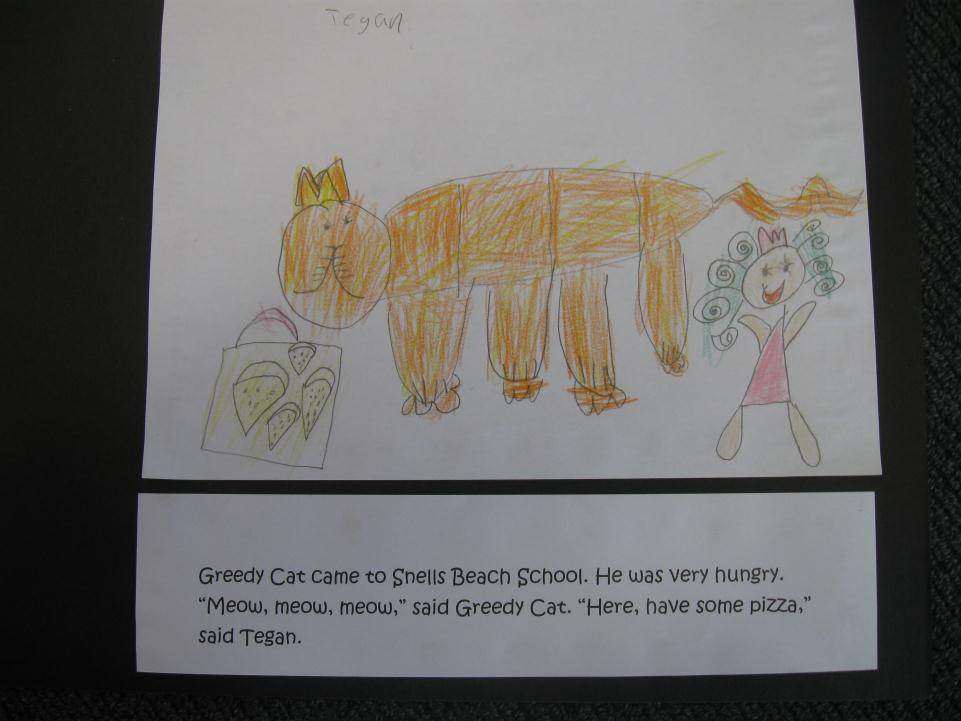 Tegan
Greedy Cat came to Snells Beach School. He was very hungry.
“Meow, meow, meow,” said Greedy Cat. “Here, have some pizza,”
said Tegan.